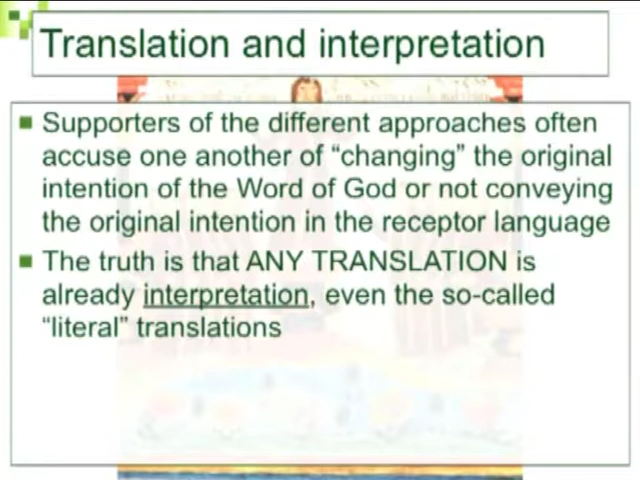 Translation and interpretation
Supporters of the different approaches often
accuse one another of “changing” the original
intention of the Word of God or not conveying
the original intention in the receptor language
The truth is that ANY TRANSLATION is
already interpretation, even the so-called
“literal” translations